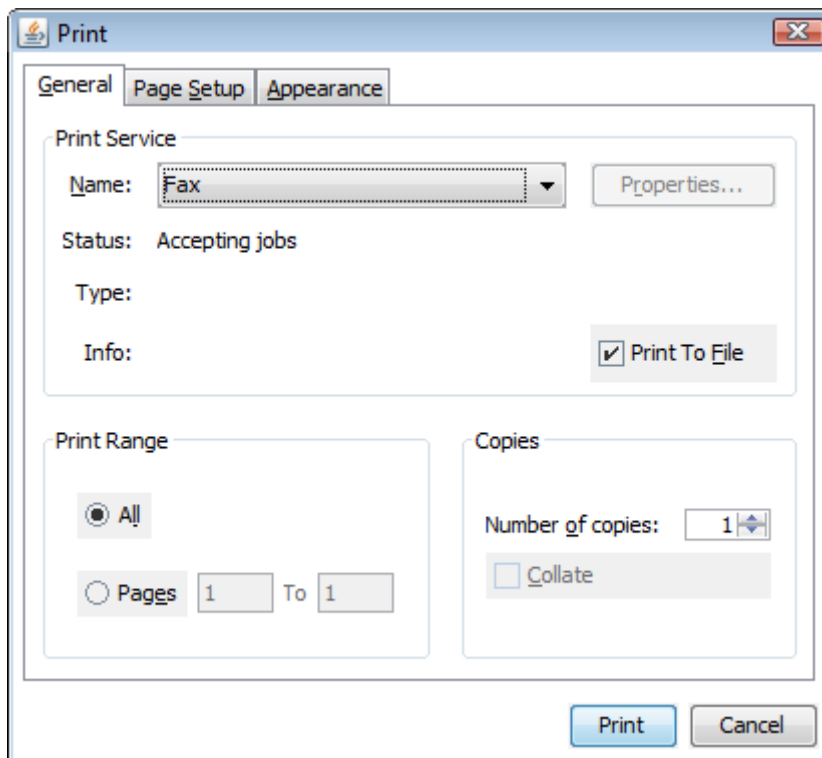 Print
General Page Setup Appearance
Print Service
Name: Fax Properties...
Status: Accepting jobs
Type:
Info: Print To File
Print Range Copies
All
Number of copies: 1
Collate
Pages 1 To 1
Print Cancel